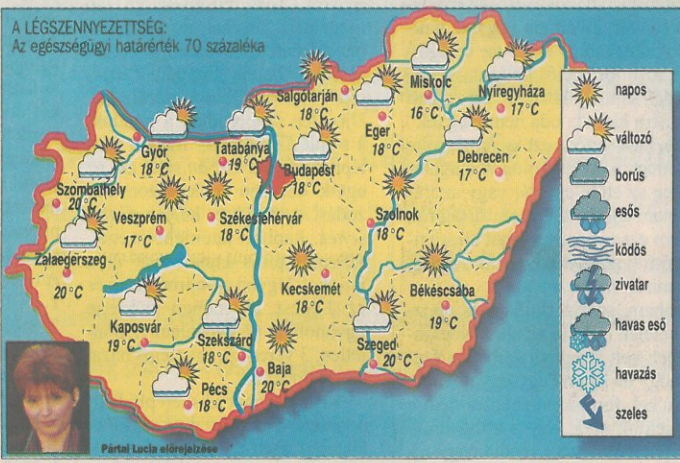 A LÉGSZENNYEZETTSÉG:
Az egészségügyi határérték 70 százaléka
Salgótarján
18°C
Miskolc
16°C
Nyíregyháza
17°C
Eger
18°C
Győr
18°C
Tatabánya
19°C
Budapest
18°C
Debrecen
17°C
Szombathely
20°C
Veszprém
17°C
Székesfehérvár
18°C
Szolnok
18°C
Zalaegerszeg
20°C
Kecskemét
18°C
Békéscsaba
19°C
Kaposvár
19°C
Szekszárd
18°C
Szeged
20°C
Baja
20°C
Pécs
18°C
Pártai Lucia előrejelzése
napos
változó
borús
esős
ködös
zivatar
havas eső
havazás
szeles